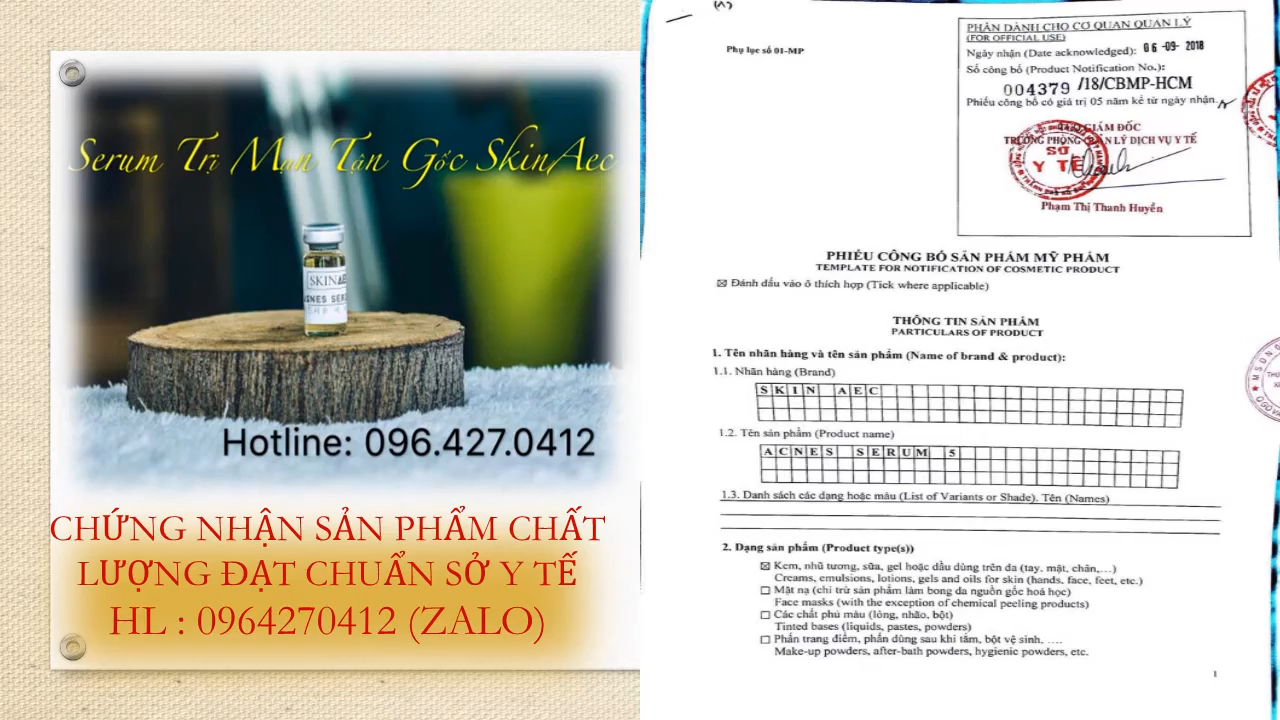 Serum Trị Mụn Tận Gốc SkinAec
SKINAE
Hotline: 096.427.0412
CHỨNG NHẬN SẢN PHẨM CHẤT
LƯỢNG ĐẠT CHUẨN SỞ Y TẾ
HL : 0964270412 (ZALO)
Phụ lục số 01-MP
PHẦN DÀNH CHO CƠ QUAN QUẢN LÝ
(FOR OFFICIAL USE)
Ngày nhận (Date acknowledged): 06-09-2018
Số công bố (Product Notification No.):
004379 /18/CBMP-HCM
Phiếu công bố có giá trị 05 năm kể từ ngày nhận.
GIÁM ĐỐC
TRƯỞNG PHÒNG QUẢN LÝ DỊCH VỤ Y TẾ
SỞ
Y TẾ
Phạm Thị Thanh Huyền
PHIẾU CÔNG BỐ SẢN PHẨM MỸ PHẨM
TEMPLATE FOR NOTIFICATION OF COSMETIC PRODUCT
Đánh dấu vào ô thích hợp (Tick where applicable)
THÔNG TIN SẢN PHẨM
PARTICULARS OF PRODUCT
1. Tên nhãn hàng và tên sản phẩm (Name of brand & product):
1.1. Nhãn hàng (Brand)
SKIN AEC
1.2. Tên sản phẩm (Product name)
ACNES SERUM 5
1.3. Danh sách các dạng hoặc màu (List of Variants or Shade). Tên (Names)
2. Dạng sản phẩm (Product type(s))
Kem, nhũ tương, sữa, gel hoặc dầu dùng trên da (tay, mặt, chân,...)
Creams, emulsions, lotions, gels and oils for skin (hands, face, feet, etc.)
Mặt nạ (chỉ trừ sản phẩm làm bong da nguồn gốc hoá học)
Face masks (with the exception of chemical peeling products)
Các chất phủ màu (lỏng, nhão, bột)
Tinted bases (liquids, pastes, powders)
Phấn trang điểm, phấn dùng sau khi tắm, bột vệ sinh, ....
Make-up powders, after-bath powders, hygienic powders, etc.
1